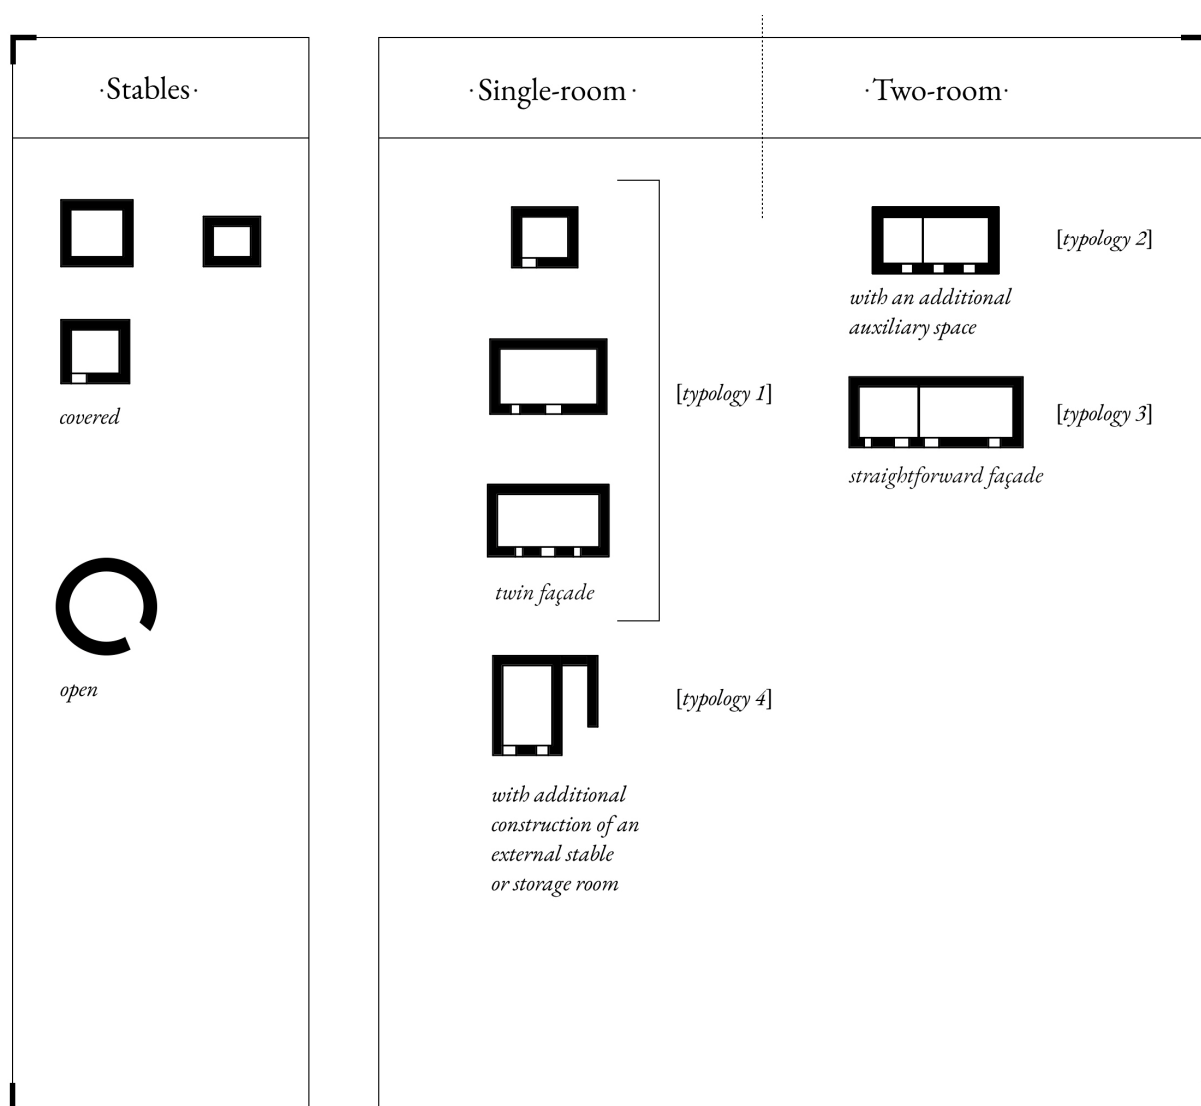 ·Stables·
covered
open
·Single-room·
[typology 1]
twin façade
[typology 4]
with additional
construction of an
external stable
or storage room
·Two-room·
[typology 2]
with an additional
auxiliary space
[typology 3]
straightforward façade